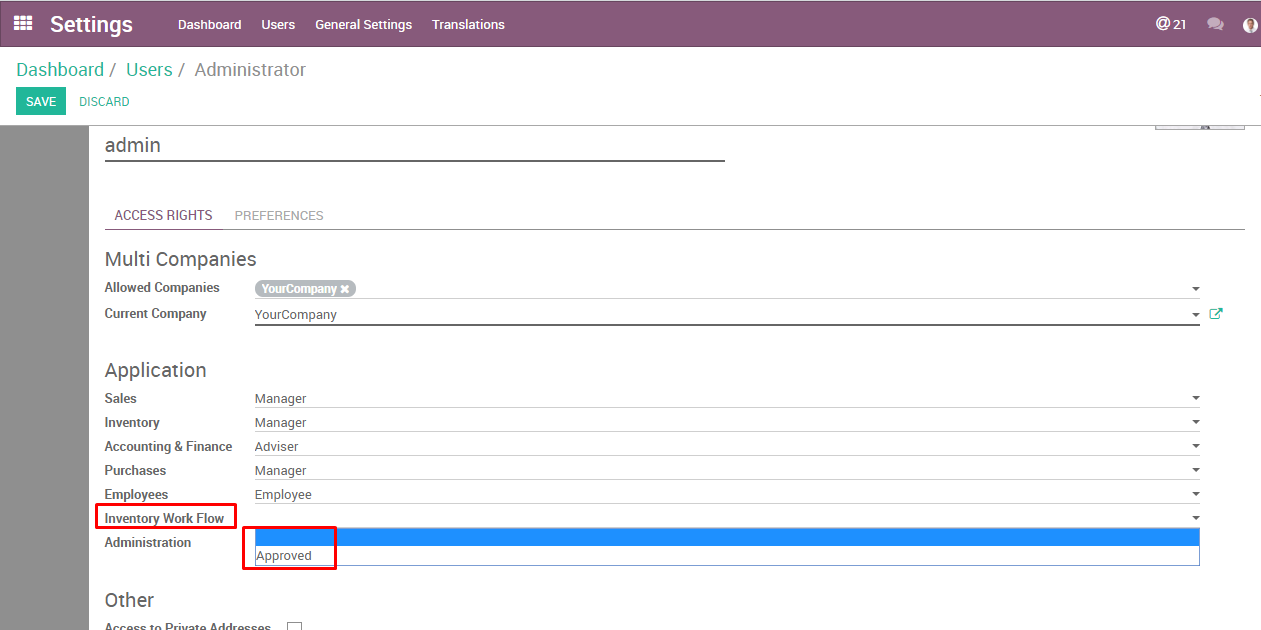 Settings Dashboard Users General Settings Translations @ 21
Dashboard / Users / Administrator
SAVE DISCARD
admin
ACCESS RIGHTS PREFERENCES
Multi Companies
Allowed Companies YourCompany ✖
Current Company YourCompany
Application
Sales Manager
Inventory Manager
Accounting & Finance Adviser
Purchases Manager
Employees Employee
Inventory Work Flow
Administration
Approved
Other
Access to Private Addresses